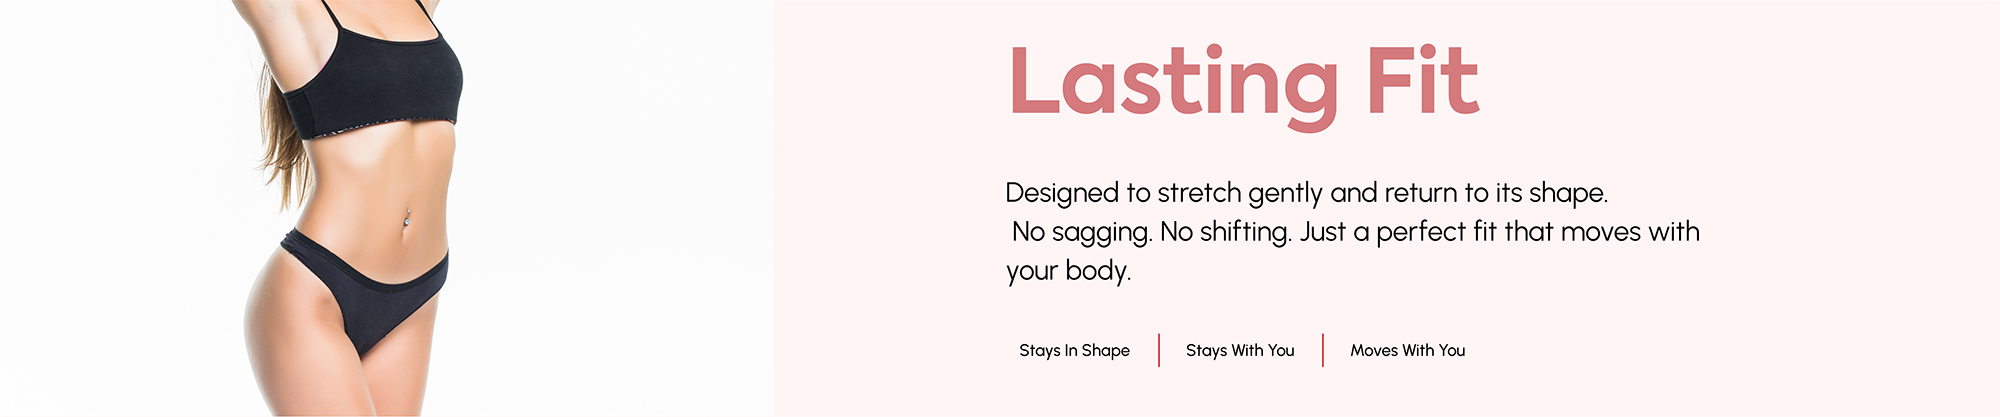 Lasting Fit
Designed to stretch gently and return to its shape.
No sagging. No shifting. Just a perfect fit that moves with
your body.
Stays In Shape | Stays With You | Moves With You